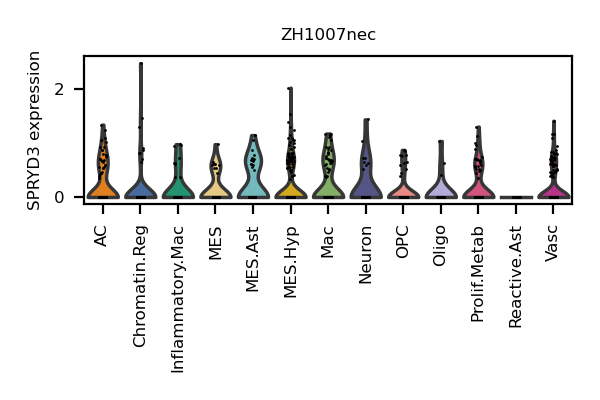 ZH1007nec
SPRYD3 expression
2
0
AC
Chromatin.Reg
Inflammatory.Mac
MES
MES.Ast
MES.Hyp
Mac
Neuron
OPC
Oligo
Prolif.Metab
Reactive.Ast
Vasc